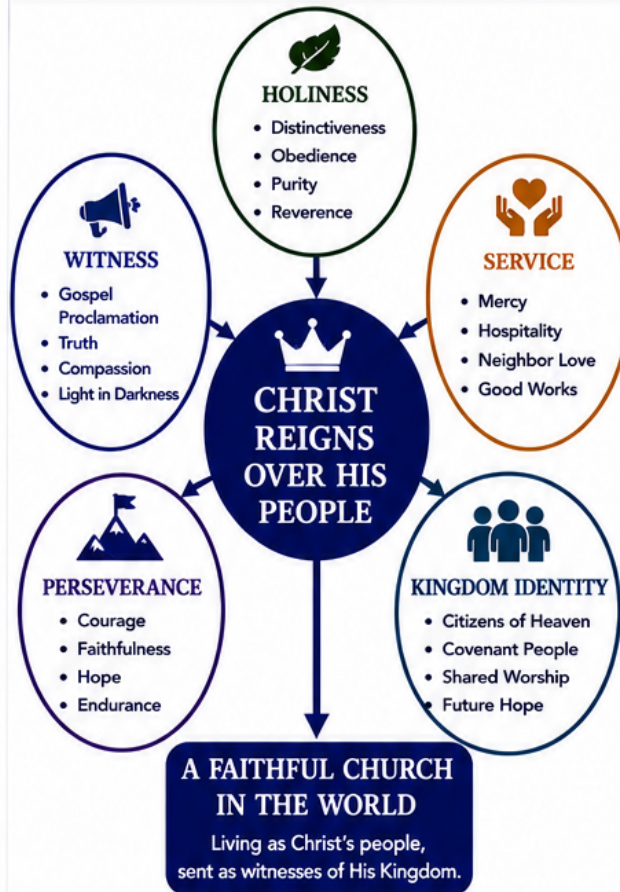 HOLINESS
• Distinctiveness
• Obedience
• Purity
• Reverence
WITNESS
• Gospel
Proclamation
• Truth
• Compassion
• Light in Darkness
SERVICE
• Mercy
• Hospitality
• Neighbor Love
• Good Works
CHRIST
REIGNS
OVER HIS
PEOPLE
PERSEVERANCE
• Courage
• Faithfulness
• Hope
• Endurance
KINGDOM IDENTITY
• Citizens of Heaven
• Covenant People
• Shared Worship
• Future Hope
A FAITHFUL CHURCH
IN THE WORLD
Living as Christ's people,
sent as witnesses of His Kingdom.